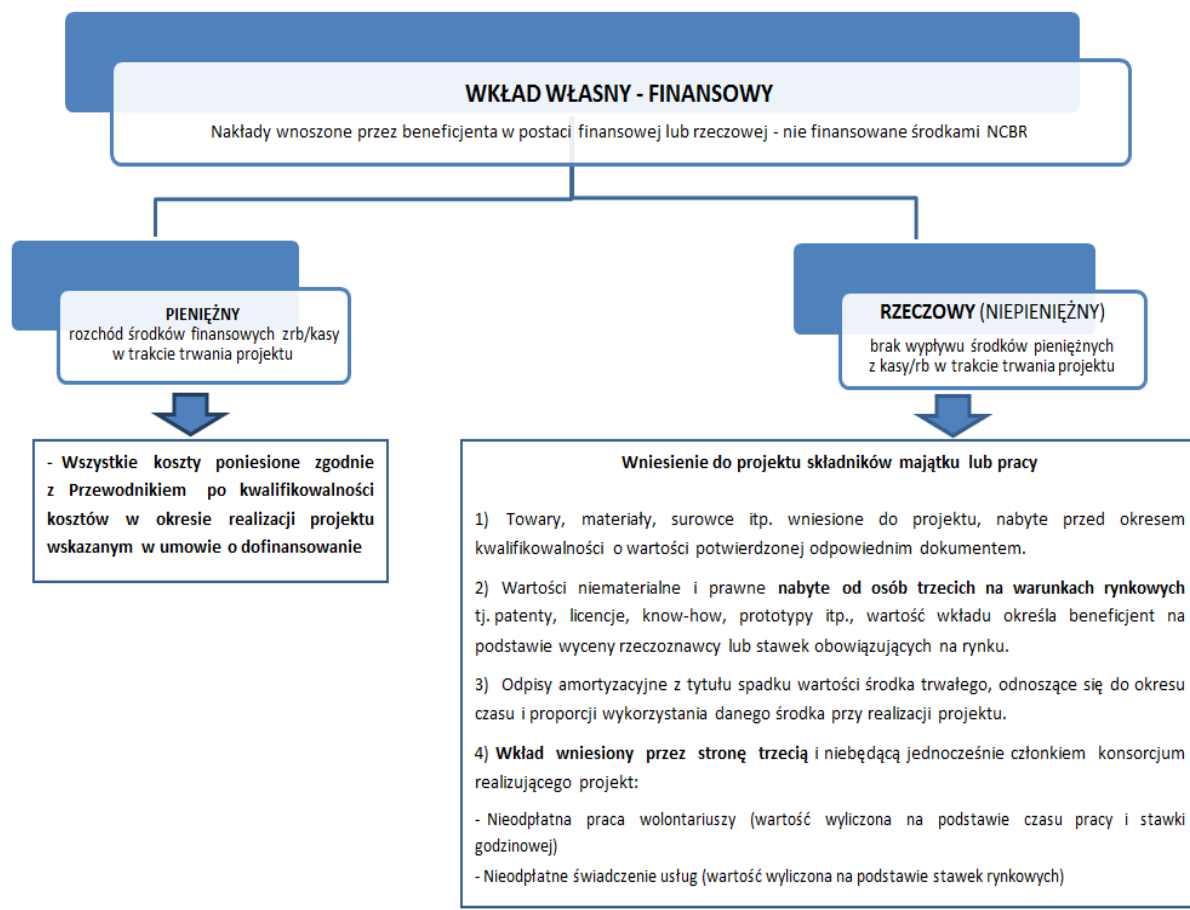 WKŁAD WŁASNY - FINANSOWY
Nakłady wnoszone przez beneficjenta w postaci finansowej lub rzeczowej - nie finansowane środkami NCBR
PIENIĘŻNY
rozchód środków finansowych zrb/kasy
w trakcie trwania projektu
- Wszystkie koszty poniesione zgodnie
z Przewodnikiem po kwalifikowalności
kosztów w okresie realizacji projektu
wskazanym w umowie o dofinansowanie
RZECZOWY (NIEPIENIĘŻNY)
brak wypływu środków pieniężnych
z kasy/rb w trakcie trwania projektu
Wniesienie do projektu składników majątku lub pracy
1) Towary, materiały, surowce itp. wniesione do projektu, nabyte przed okresem
kwalifikowalności o wartości potwierdzonej odpowiednim dokumentem.
2) Wartości niematerialne i prawne nabyte od osób trzecich na warunkach rynkowych
tj. patenty, licencje, know-how, prototypy itp., wartość wkładu określa beneficjent na
podstawie wyceny rzeczoznawcy lub stawek obowiązujących na rynku.
3) Odpisy amortyzacyjne z tytułu spadku wartości środka trwałego, odnoszące się do okresu
czasu i proporcji wykorzystania danego środka przy realizacji projektu.
4) Wkład wniesiony przez stronę trzecią i niebędącą jednocześnie członkiem konsorcjum
realizującego projekt:
- Nieodpłatna praca wolontariuszy (wartość wyliczona na podstawie czasu pracy i stawki
godzinowej)
- Nieodpłatne świadczenie usług (wartość wyliczona na podstawie stawek rynkowych)